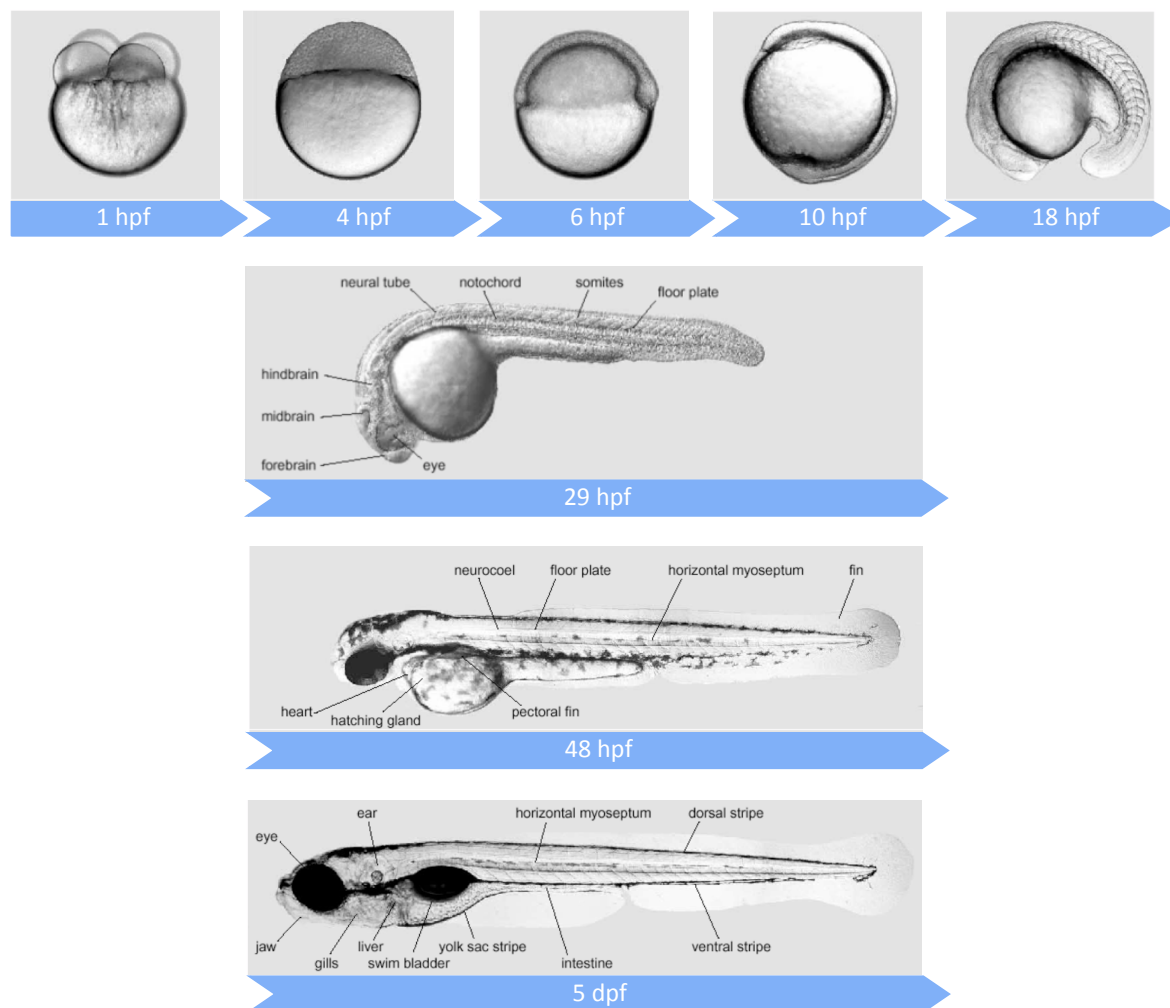 1 hpf
4 hpf
6 hpf
10 hpf
18 hpf
neural tube
notochord
somites
floor plate
hindbrain
midbrain
forebrain
eye
29 hpf
neurocoel
floor plate
horizontal myoseptum
fin
heart
hatching gland
pectoral fin
48 hpf
ear
horizontal myoseptum
dorsal stripe
eye
jaw
gills
liver
swim bladder
yolk sac stripe
intestine
ventral stripe
5 dpf